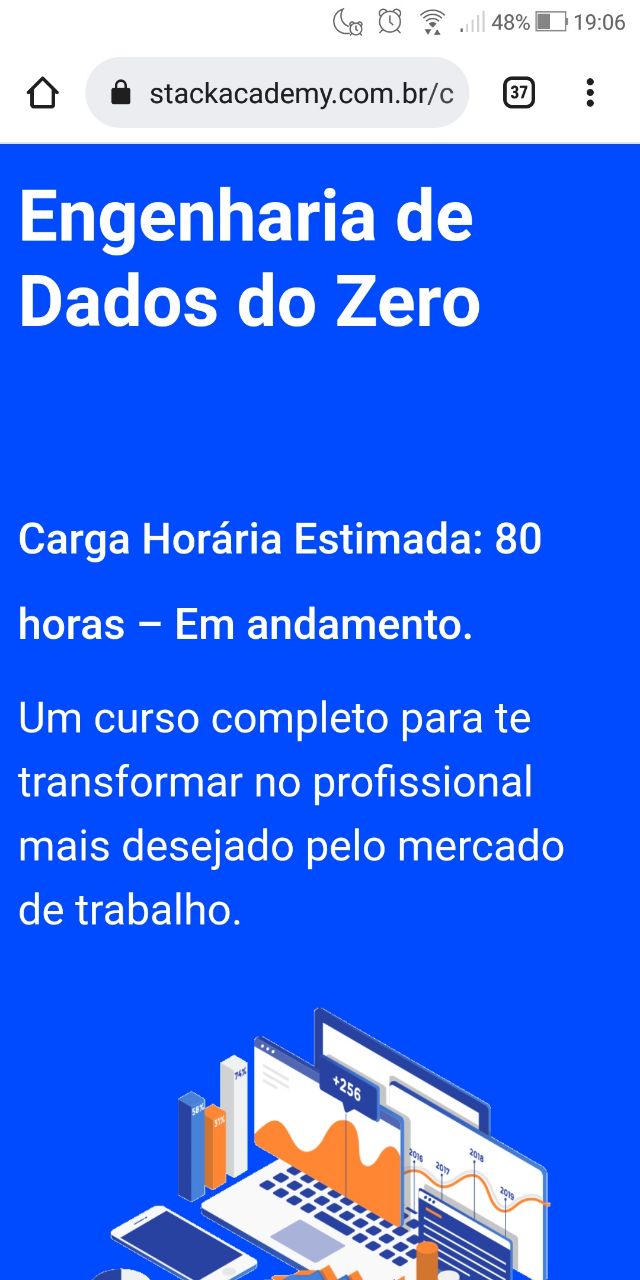 48% 19:06
stackacademy.com.br/c 37
Engenharia de
Dados do Zero
Carga Horária Estimada: 80
horas – Em andamento.
Um curso completo para te
transformar no profissional
mais desejado pelo mercado
de trabalho.
74%
+256
58%
37%
2016
2017
2018
2019